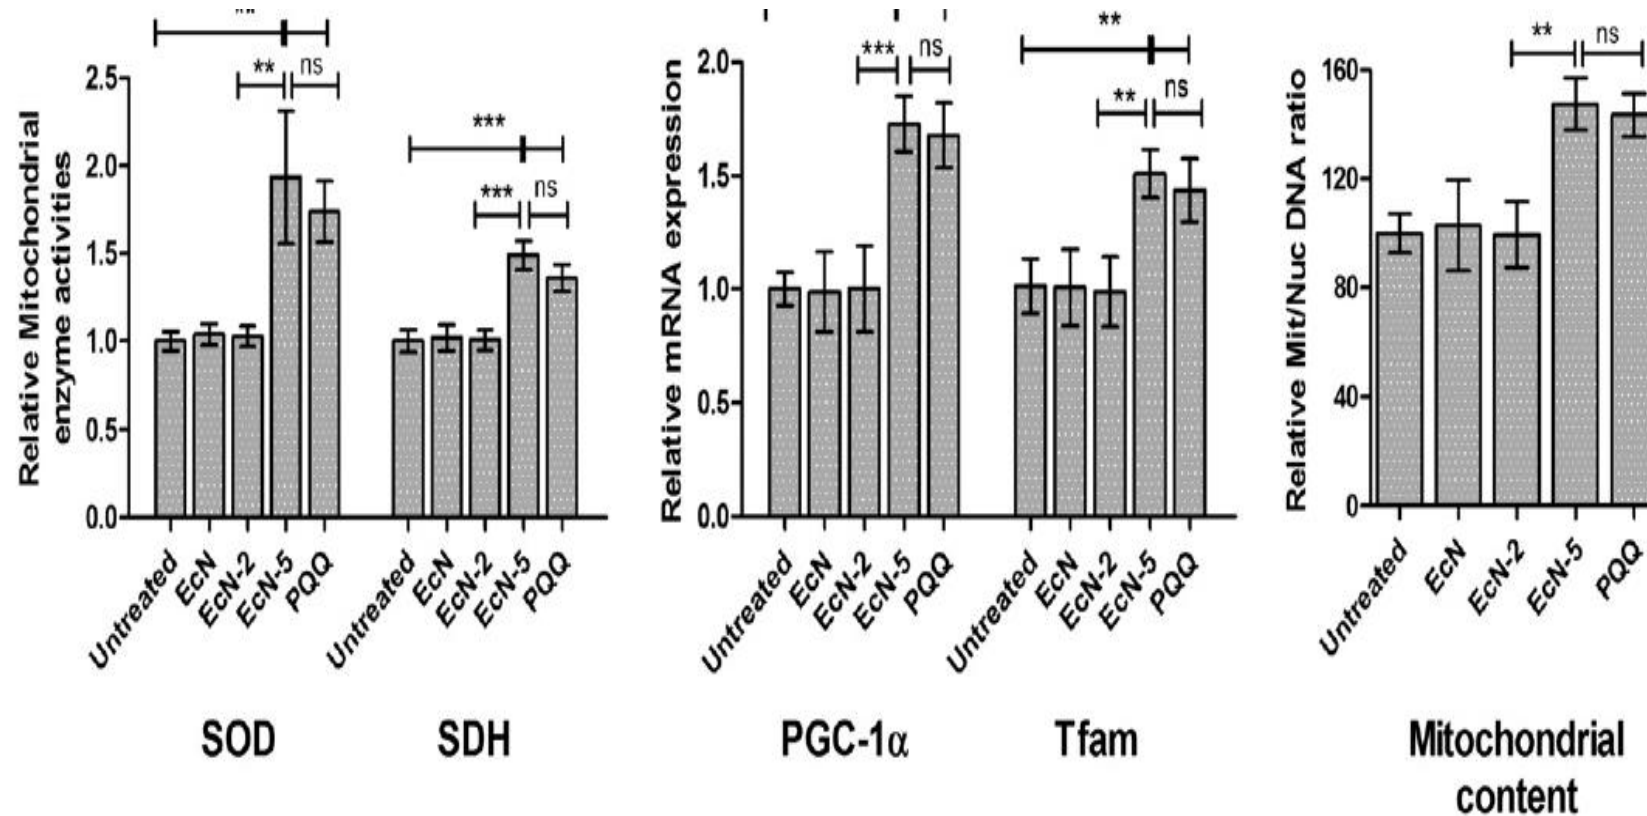 **
** ns
***
*** ns
2.5
2.0
1.5
1.0
0.5
0.0
Relative Mitochondrial
enzyme activities
Untreated
EcN
EcN-2
EcN-5
PQQ
Untreated
EcN
EcN-2
EcN-5
PQQ
SOD
SDH
*** ns
**
** ns
2.0
1.5
1.0
0.5
0.0
Relative mRNA expression
Untreated
EcN
EcN-2
EcN-5
PQQ
Untreated
EcN
EcN-2
EcN-5
PQQ
PGC-1α
Tfam
** ns
160
120
80
40
0
Relative Mit/Nuc DNA ratio
Untreated
EcN
EcN-2
EcN-5
PQQ
Mitochondrial
content